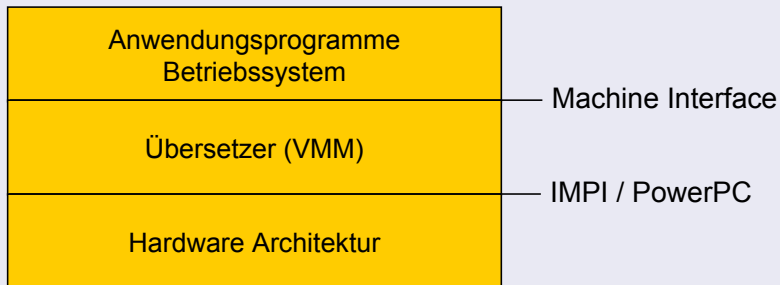 Anwendungsprogramme
Betriebssystem
Machine Interface
Übersetzer (VMM)
IMPI / PowerPC
Hardware Architektur